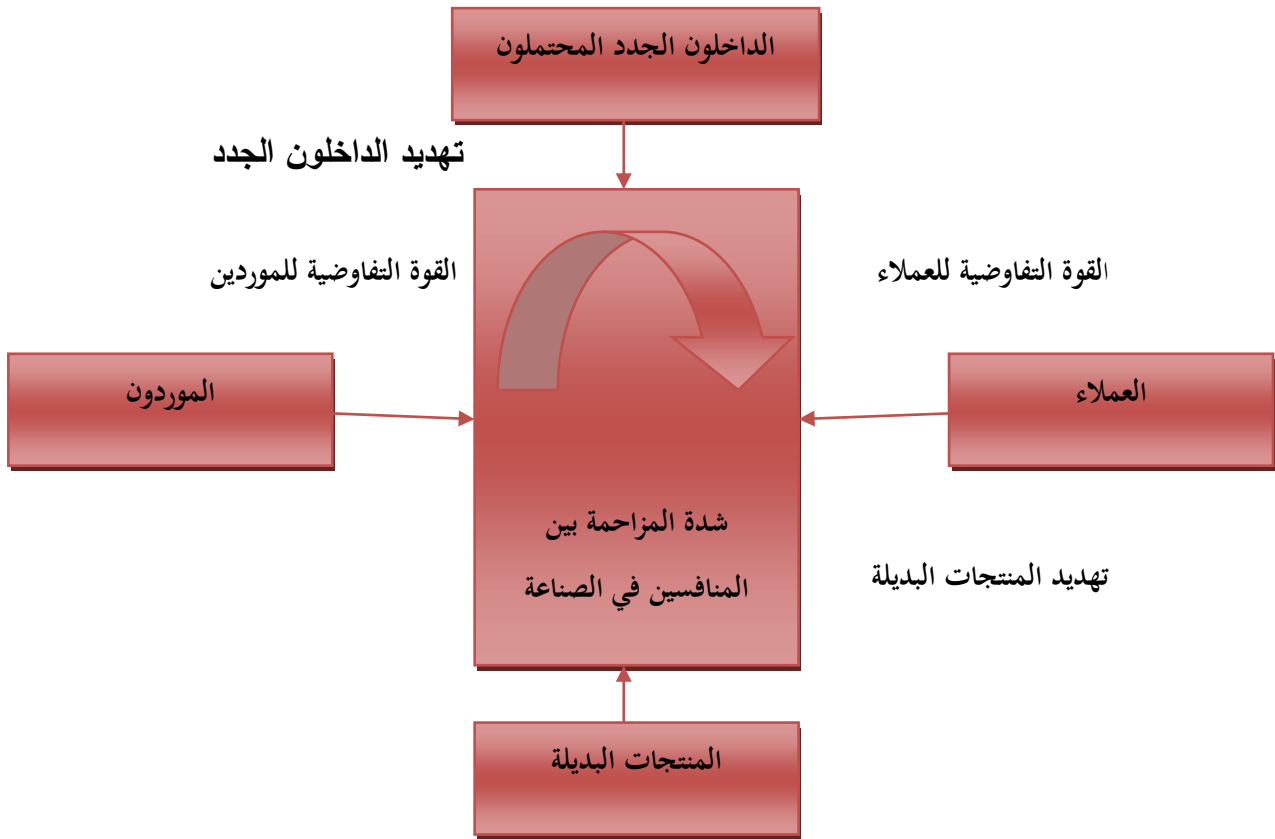 الداخلون الجدد المحتملون
تهديد الداخلون الجدد
القوة التفاوضية للعملاء
القوة التفاوضية للموردين
العملاء
الموردون
شدة المزاحمة بين
المنافسين في الصناعة
تهديد المنتجات البديلة
المنتجات البديلة